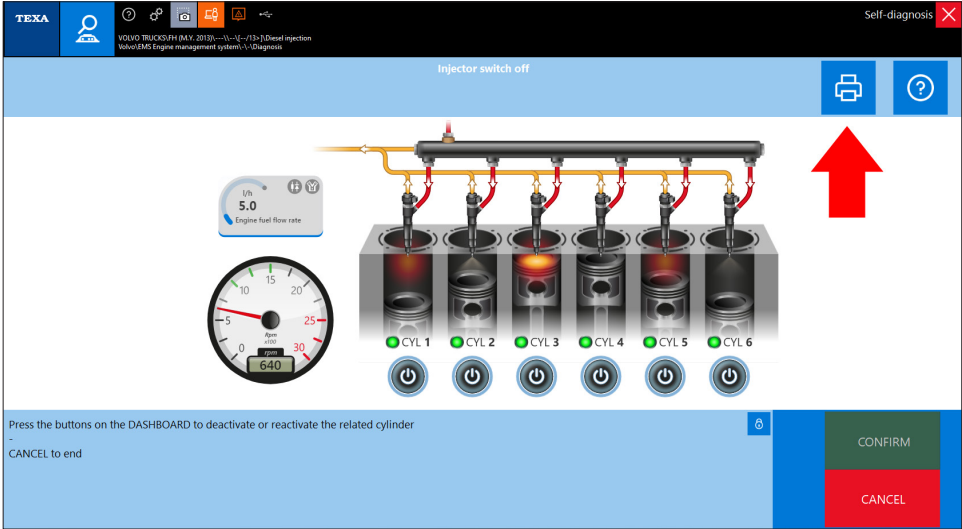 TEXA
Self-diagnosis
VOLVO TRUCKS\FH (M.Y. 2013)\---\\---\[--/13>]\Diesel injection
Volvo\EMS Engine management system\-\-\Diagnosis
Injector switch off
l/h
5.0
Engine fuel flow rate
0
5
10
15
20
25
30
Rpm
x100
rpm
640
CYL 1
CYL 2
CYL 3
CYL 4
CYL 5
CYL 6
Press the buttons on the DASHBOARD to deactivate or reactivate the related cylinder
-
CANCEL to end
CONFIRM
CANCEL